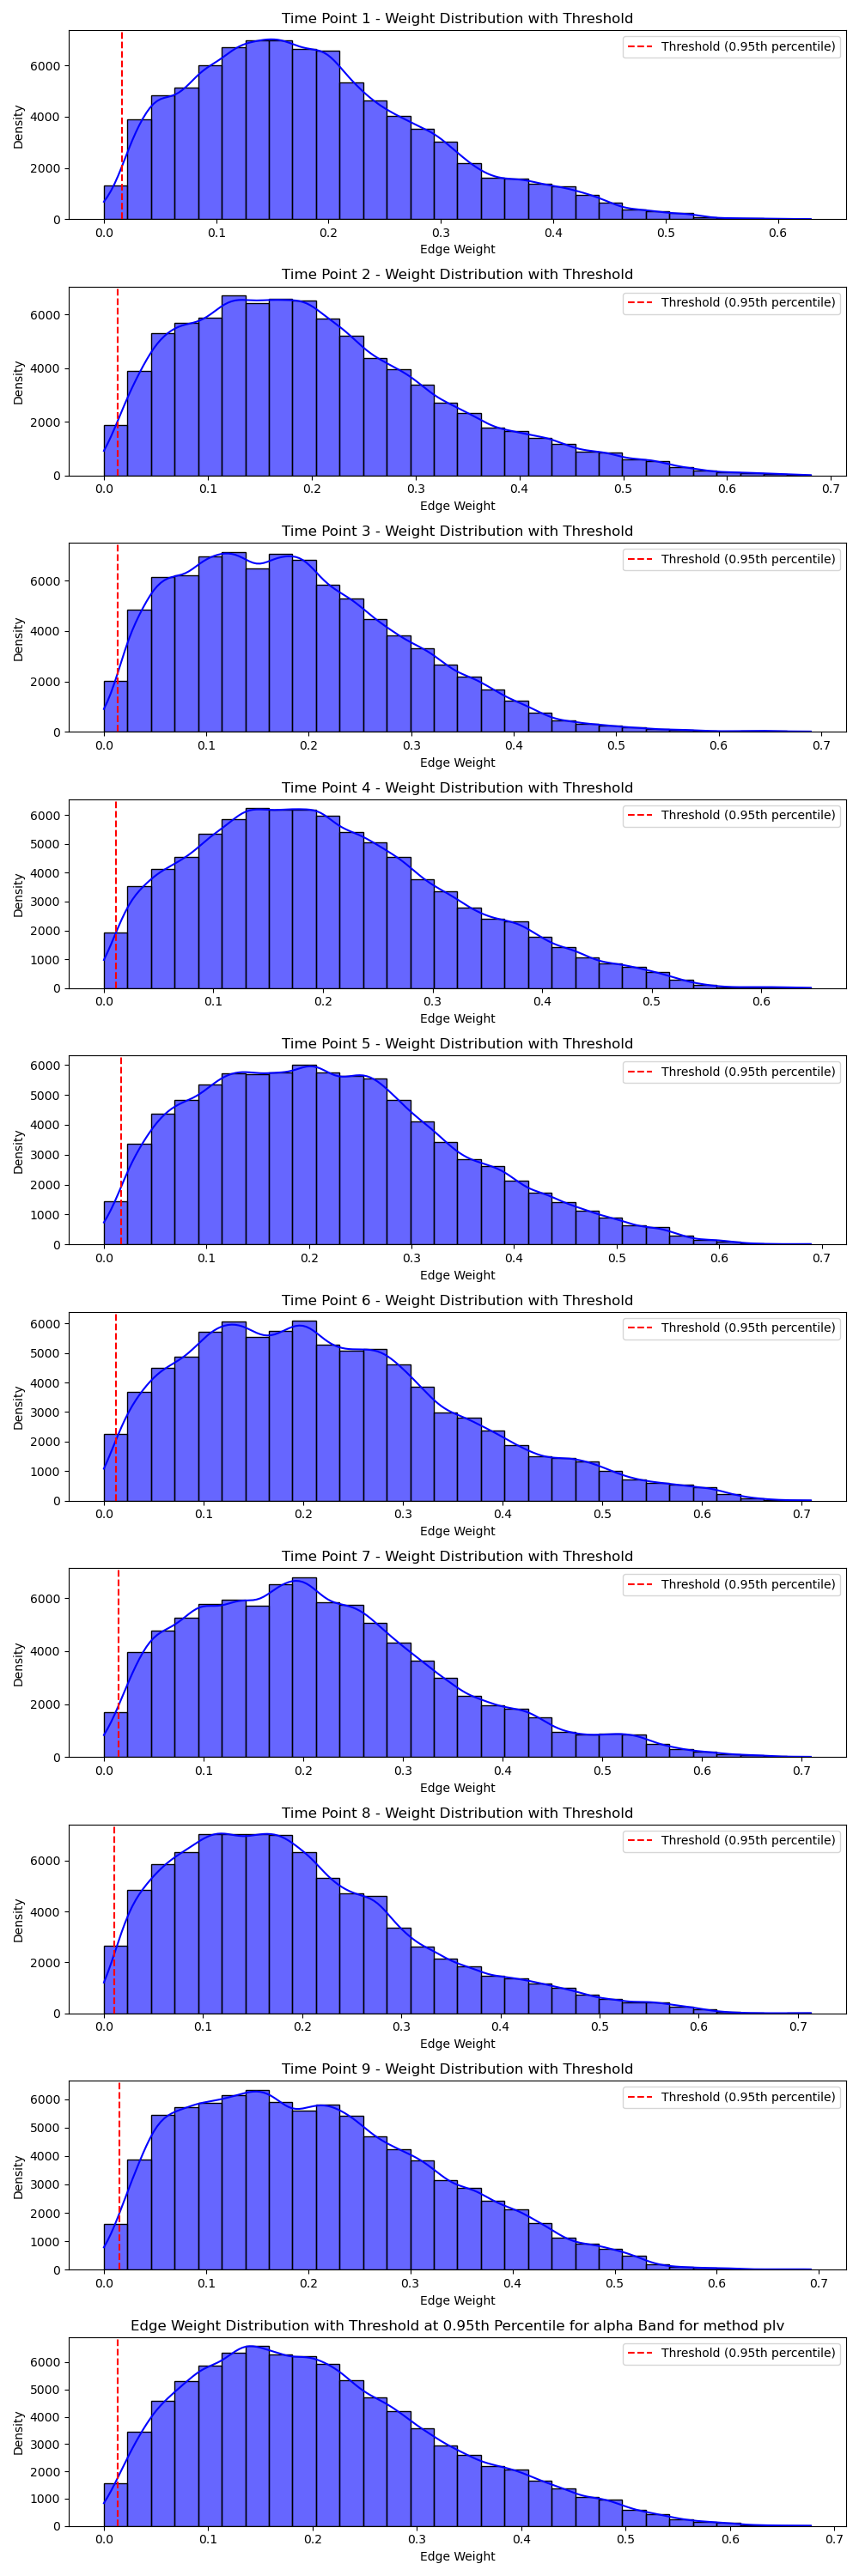 Time Point 1 - Weight Distribution with Threshold
Threshold (0.95th percentile)
Density
6000
4000
2000
0
0.0 0.1 0.2 0.3 0.4 0.5 0.6
Edge Weight
Time Point 2 - Weight Distribution with Threshold
Threshold (0.95th percentile)
Density
6000
4000
2000
0
0.0 0.1 0.2 0.3 0.4 0.5 0.6 0.7
Edge Weight
Time Point 3 - Weight Distribution with Threshold
Threshold (0.95th percentile)
Density
6000
4000
2000
0
0.0 0.1 0.2 0.3 0.4 0.5 0.6 0.7
Edge Weight
Time Point 4 - Weight Distribution with Threshold
Threshold (0.95th percentile)
Density
6000
5000
4000
3000
2000
1000
0
0.0 0.1 0.2 0.3 0.4 0.5 0.6
Edge Weight
Time Point 5 - Weight Distribution with Threshold
Threshold (0.95th percentile)
Density
6000
5000
4000
3000
2000
1000
0
0.0 0.1 0.2 0.3 0.4 0.5 0.6 0.7
Edge Weight
Time Point 6 - Weight Distribution with Threshold
Threshold (0.95th percentile)
Density
6000
5000
4000
3000
2000
1000
0
0.0 0.1 0.2 0.3 0.4 0.5 0.6 0.7
Edge Weight
Time Point 7 - Weight Distribution with Threshold
Threshold (0.95th percentile)
Density
6000
4000
2000
0
0.0 0.1 0.2 0.3 0.4 0.5 0.6 0.7
Edge Weight
Time Point 8 - Weight Distribution with Threshold
Threshold (0.95th percentile)
Density
6000
4000
2000
0
0.0 0.1 0.2 0.3 0.4 0.5 0.6 0.7
Edge Weight
Time Point 9 - Weight Distribution with Threshold
Threshold (0.95th percentile)
Density
6000
5000
4000
3000
2000
1000
0
0.0 0.1 0.2 0.3 0.4 0.5 0.6 0.7
Edge Weight
Edge Weight Distribution with Threshold at 0.95th Percentile for alpha Band for method plv
Threshold (0.95th percentile)
Density
6000
5000
4000
3000
2000
1000
0
0.0 0.1 0.2 0.3 0.4 0.5 0.6 0.7
Edge Weight